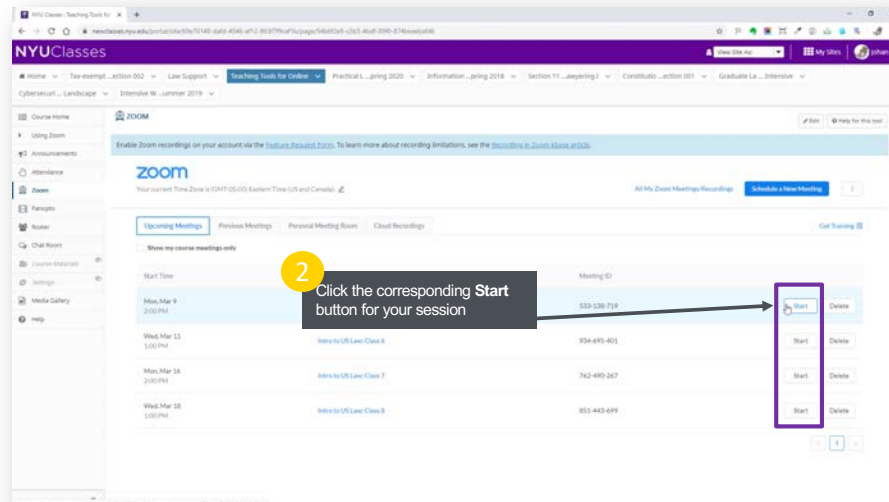 NYU Classes : Teaching Tools for
NYUClasses
View Site As:
My Sites
Johan
Home
Tax-exempt ...ection 002
Law Support
Teaching Tools for Online
Practical L ...pring 2020
Information ...pring 2018
Section 11 ...awyering I
Constitutio ...ection 001
Graduate La ... Intensive
Cybersecuri ... Landscape
Intensive W ...ummer 2019
Course Home
ZOOM
Edit
Help for this tool
Using Zoom
Announcements
Enable Zoom recordings on your account via the Feature Request Form. To learn more about recording limitations, see the Recording in Zoom kbase article.
Attendance
Zoom
zoom
Your current Time Zone is (GMT-05:00) Eastern Time (US and Canada).
All My Zoom Meetings/Recordings
Schedule a New Meeting
Panopto
Roster
Upcoming Meetings
Previous Meetings
Personal Meeting Room
Cloud Recordings
Get Training
Chat Room
Show my course meetings only
Course Materials
Settings
Start Time
Meeting ID
Media Gallery
Help
2
Click the corresponding Start
button for your session
Mon, Mar 9
2:00 PM
533-538-719
Start
Delete
Wed, Mar 11
1:00 PM
Intro to US Law: Class 6
934-695-401
Start
Delete
Mon, Mar 16
2:00 PM
Intro to US Law: Class 7
762-490-267
Start
Delete
Wed, Mar 18
1:00 PM
Intro to US Law: Class 8
851-443-699
Start
Delete
1